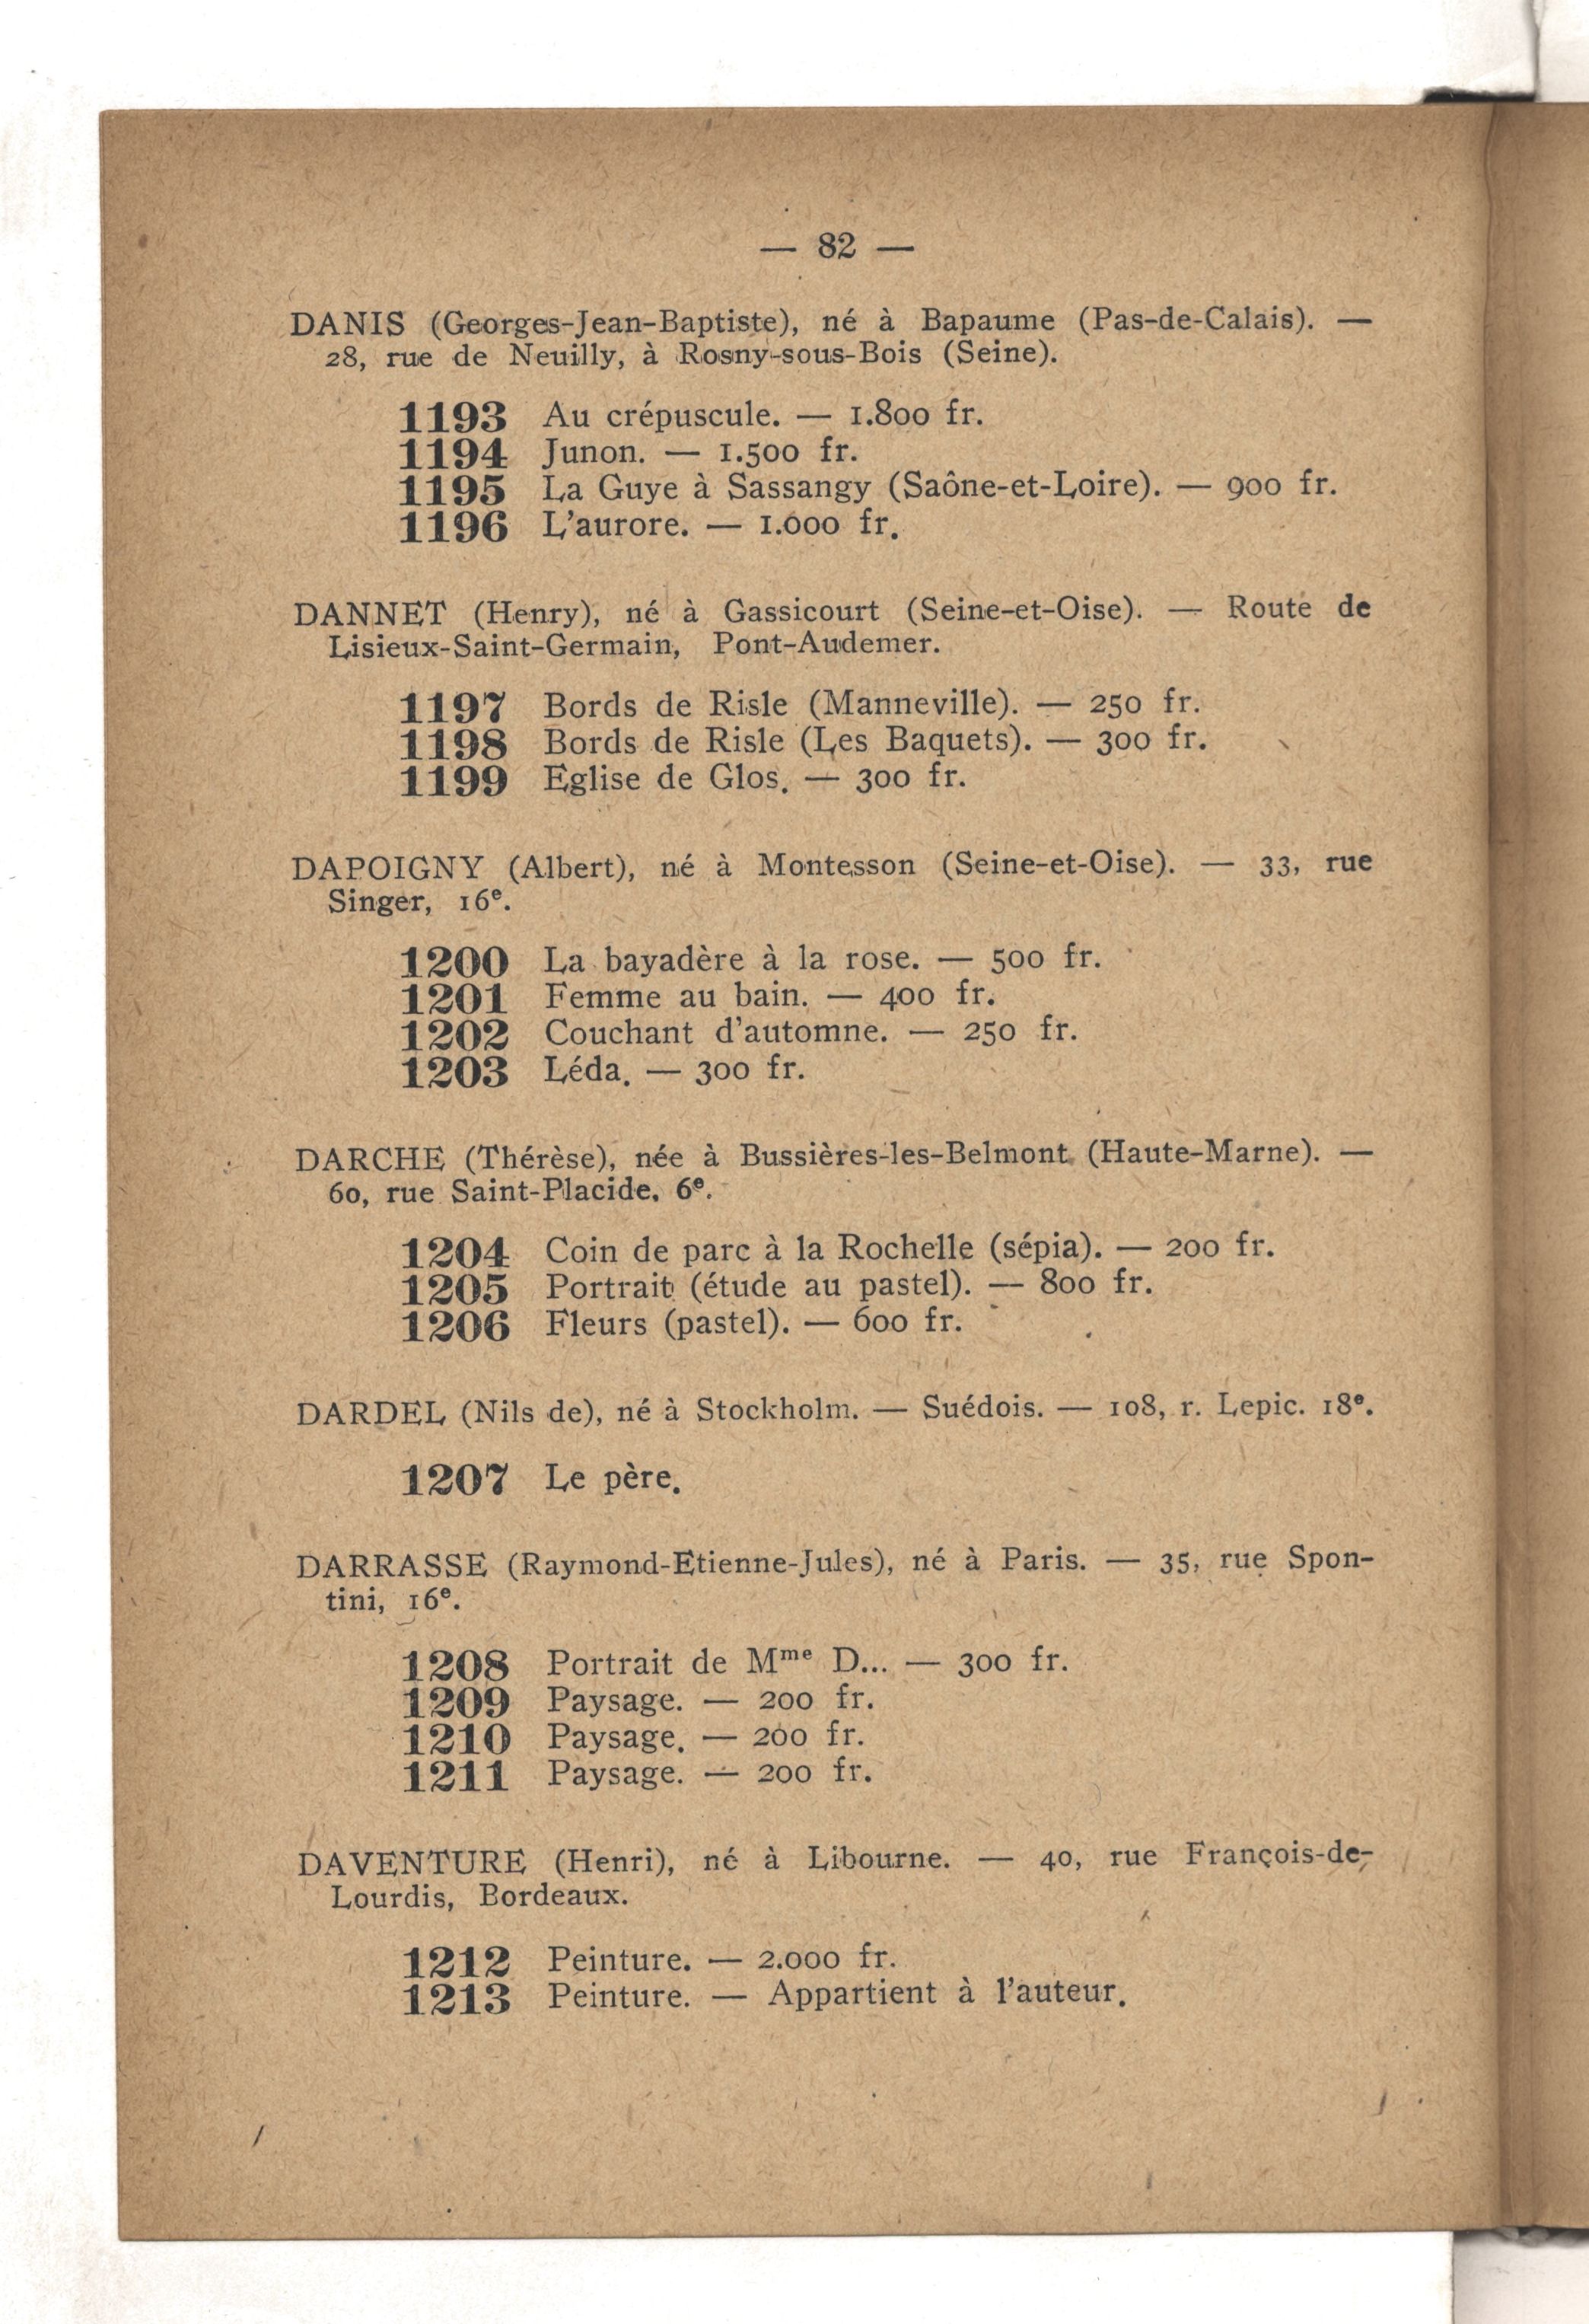 — 82 —
DANIS (Georges-Jean-Baptiste), né à Bapaume (Pas-de-Calais). —
28, rue de Neuilly, à Rosny-sous-Bois (Seine).
1193 Au crépuscule. — 1.800 fr.
1194 Junon. — 1.500 fr.
1195 La Guye à Sassangy (Saône-et-Loire). — 900 fr.
1196 L'aurore. — 1.000 fr.
DANNET (Henry), né à Gassicourt (Seine-et-Oise). — Route de
Lisieux-Saint-Germain, Pont-Audemer.
1197 Bords de Risle (Manneville). — 250 fr.
1198 Bords de Risle (Les Baquets). — 300 fr.
1199 Eglise de Glos. — 300 fr.
DAPOIGNY (Albert), né à Montesson (Seine-et-Oise). — 33, rue
Singer, 16e.
1200 La bayadère à la rose. — 500 fr.
1201 Femme au bain. — 400 fr.
1202 Couchant d'automne. — 250 fr.
1203 Léda. — 300 fr.
DARCHE (Thérèse), née à Bussières-les-Belmont (Haute-Marne). —
60, rue Saint-Placide. 6e.
1204 Coin de parc à la Rochelle (sépia). — 200 fr.
1205 Portrait (étude au pastel). — 800 fr.
1206 Fleurs (pastel). — 600 fr.
DARDEL (Nils de), né à Stockholm. — Suédois. — 108, r. Lepic. 18e.
1207 Le père.
DARRASSE (Raymond-Etienne-Jules), né à Paris. — 35, rue Spon-
tini, 16e.
1208 Portrait de Mme D... — 300 fr.
1209 Paysage. — 200 fr.
1210 Paysage. — 200 fr.
1211 Paysage. — 200 fr.
DAVENTURE (Henri), né à Libourne. — 40, rue François-de-
Lourdis, Bordeaux.
1212 Peinture. — 2.000 fr.
1213 Peinture. — Appartient à l'auteur.